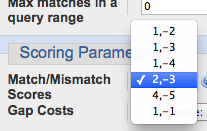 Max matches in a
query range
0
1,-2
1,-3
Scoring Parame
1,-4
Match/Mismatch
Scores
✓ 2,-3
4,-5
Gap Costs
1,-1